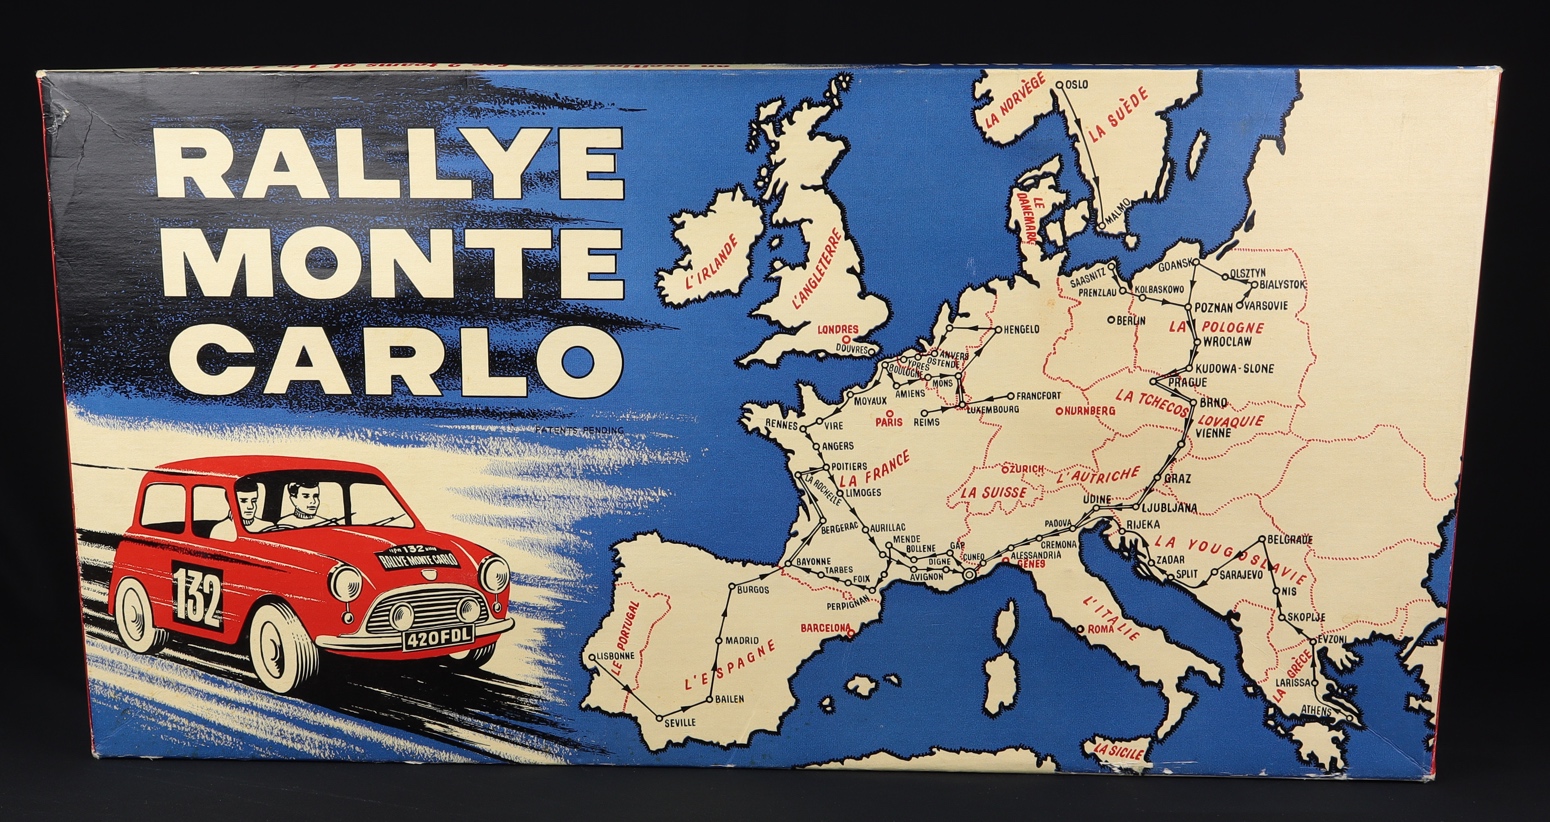 RALLYE
MONTE
CARLO
PATENTS PENDING
132
132
RALLYE MONTE-CARLO
420FDL
LA NORVÈGE
OSLO
LA SUÈDE
MALMO
LE
DANEMARK
L'IRLANDE
L'ANGLETERRE
LONDRES
DOUVRES
SAASNITZ
PRENZLAU
KOLBASKOWO
GDANSK
OLSZTYN
BIALYSTOK
VARSOVIE
POZNAN
BERLIN
LA POLOGNE
WROCLAW
HENGELO
ANVERS
OSTENDE
YPRES
BOULOGNE
MONS
AMIENS
KUDOWA-SLONE
PRAGUE
MOYAUX
FRANCFORT
LUXEMBOURG
REIMS
PARIS
NURNBERG
LA TCHECOSLOVAQUIE
BRNO
VIENNE
RENNES
VIRE
ANGERS
POITIERS
LA FRANCE
LA ROCHELLE
LIMOGES
ZURICH
LA SUISSE
L'AUTRICHE
GRAZ
UDINE
LJUBLJANA
BERGERAC
AURILLAC
MENDE
BOLLENE
GAP
DIGNE
AVIGNON
CUNÉO
ALESSANDRIA
GÊNES
CREMONA
PADOVA
RIJEKA
LA YOUGOSLAVIE
BELGRADE
ZADAR
SPLIT
SARAJEVO
NIS
SKOPLJE
EVZONI
BAYONNE
TARBES
FOIX
PERPIGNAN
BURGOS
BARCELONA
MADRID
LE PORTUGAL
LISBONNE
L'ESPAGNE
BAILEN
SEVILLE
L'ITALIE
ROMA
LA GRÈCE
LARISSA
ATHENS
LA SICILE